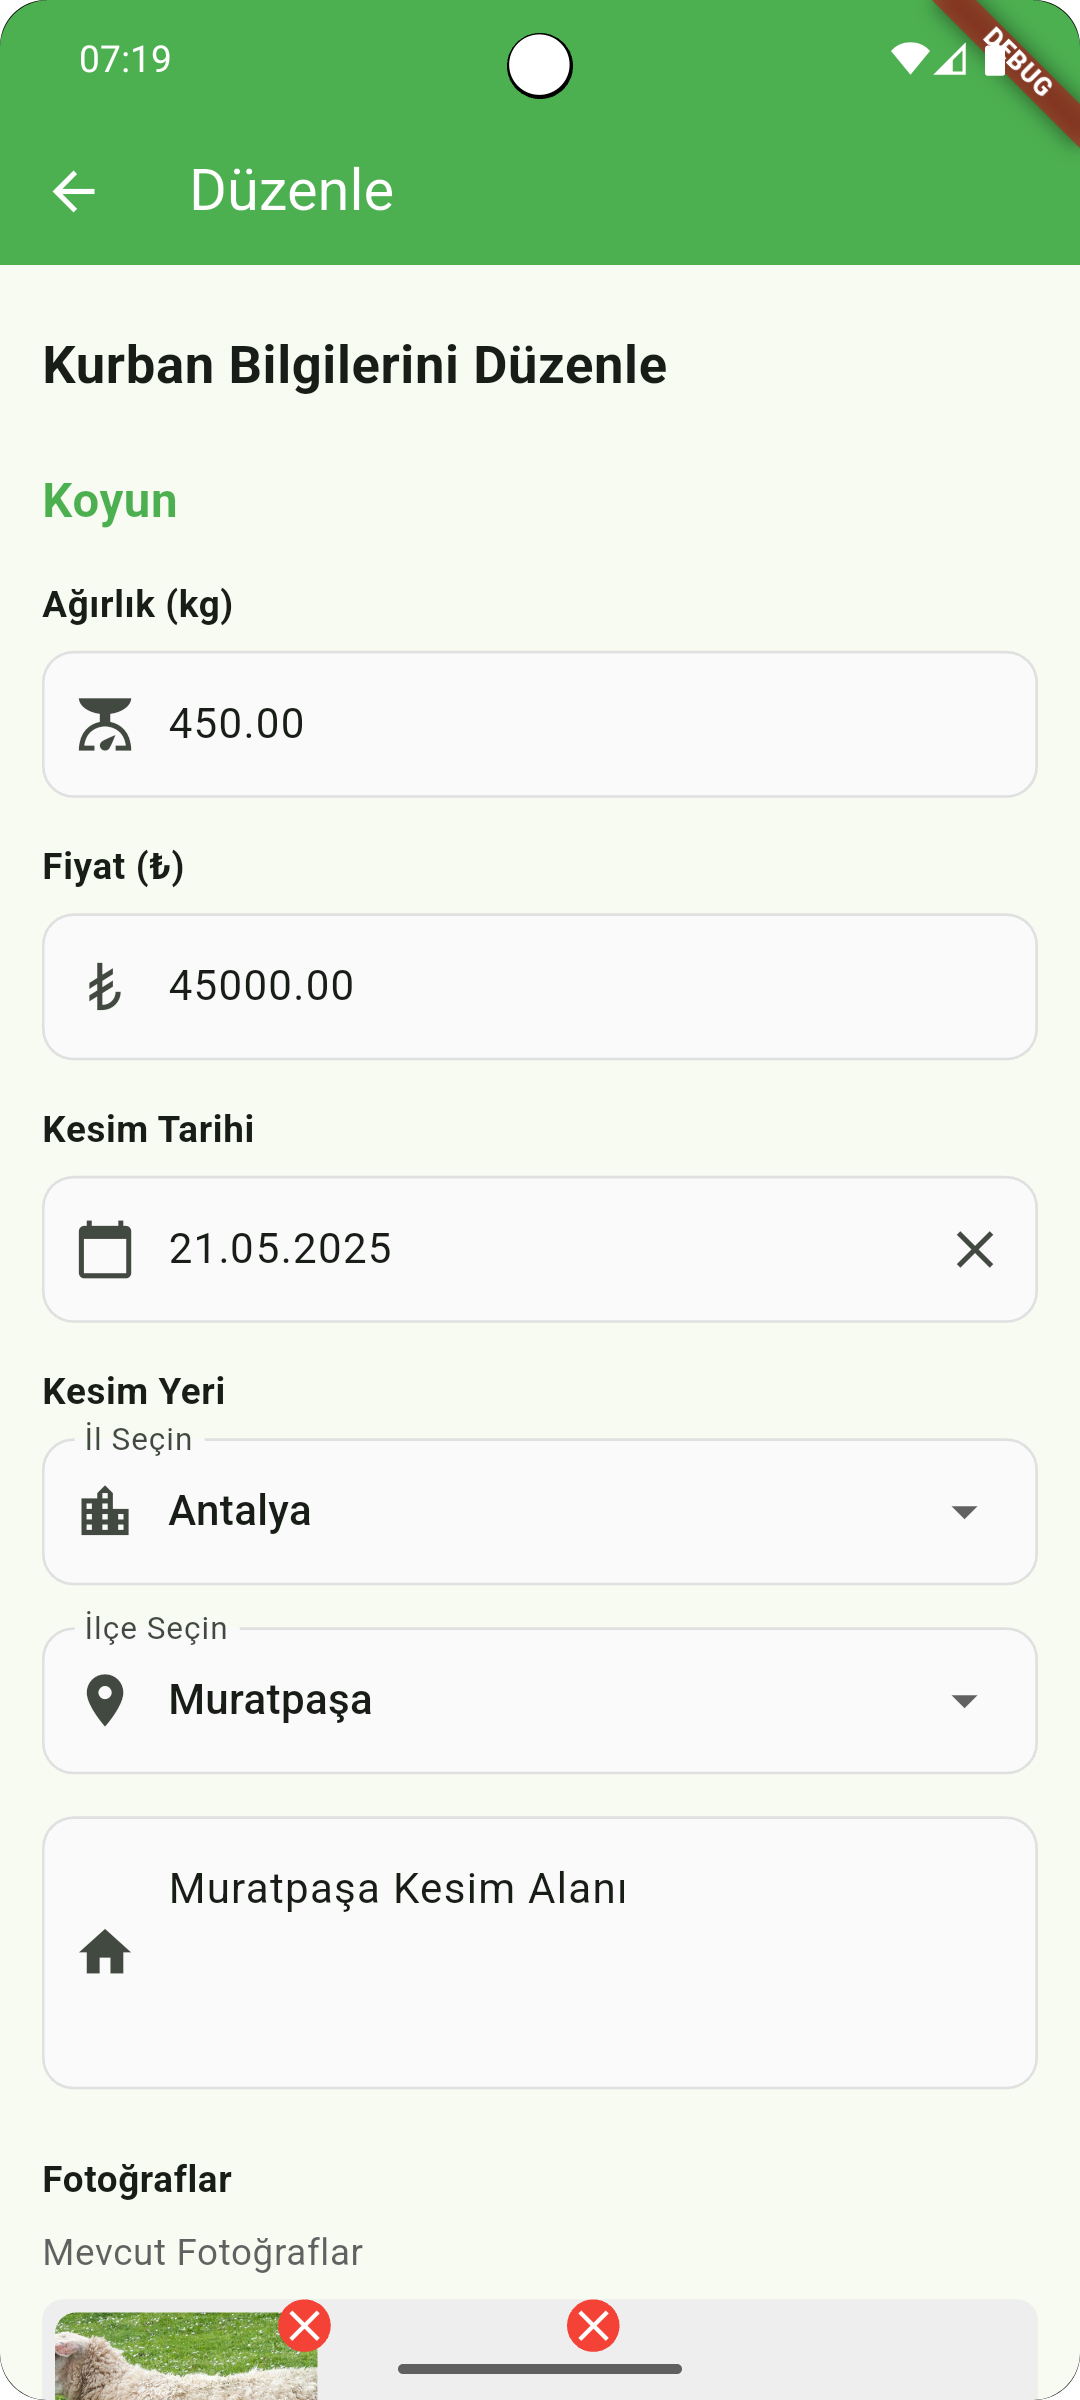 07:19
DEBUG
Düzenle
Kurban Bilgilerini Düzenle
Koyun
Ağırlık (kg)
450.00
Fiyat (₺)
₺ 45000.00
Kesim Tarihi
21.05.2025
Kesim Yeri
İl Seçin
Antalya
İlçe Seçin
Muratpaşa
Muratpaşa Kesim Alanı
Fotoğraflar
Mevcut Fotoğraflar